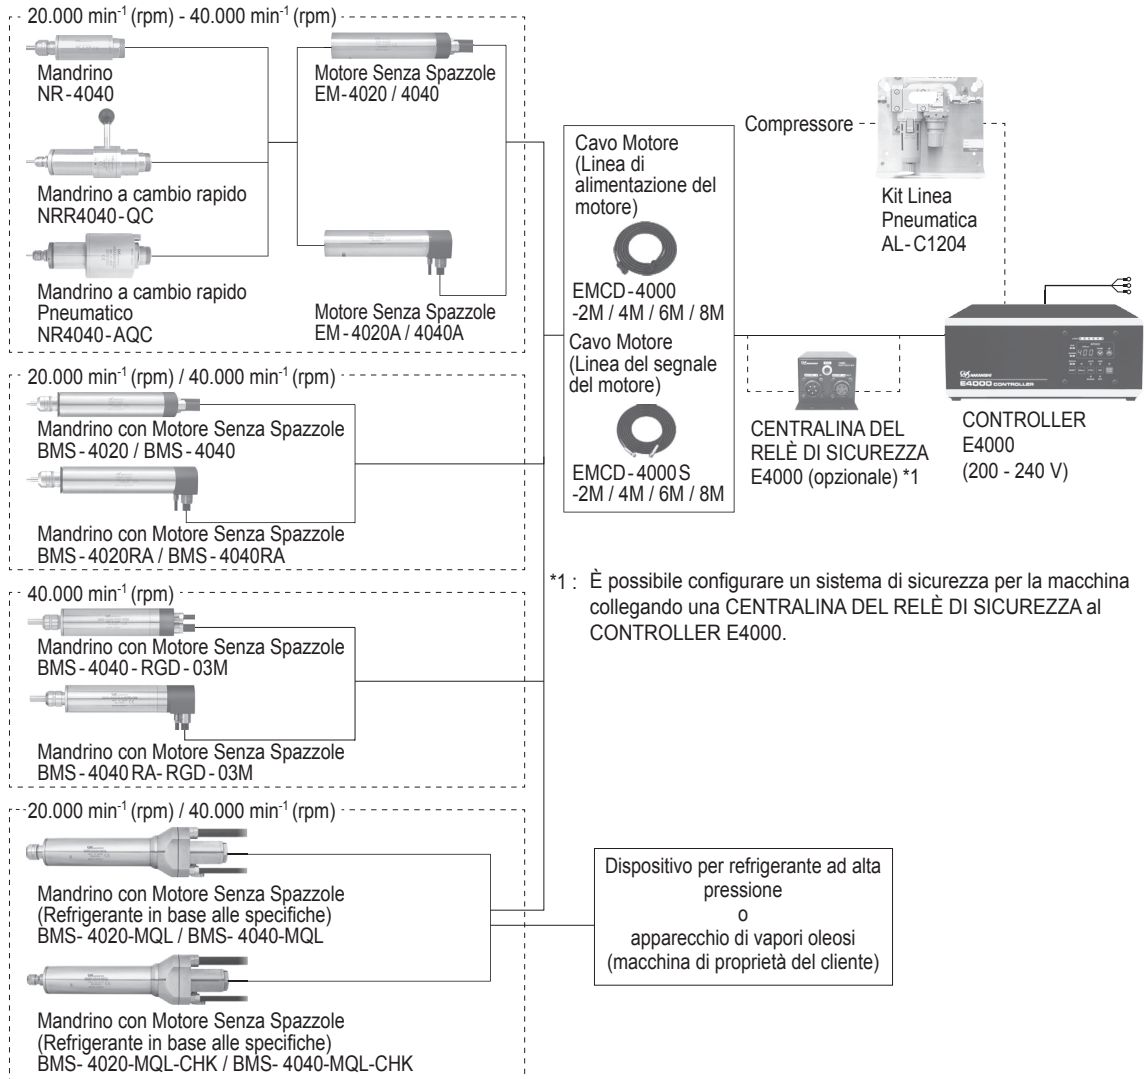 20.000 min-1 (rpm) - 40.000 min-1 (rpm)
Mandrino
NR-4040
Mandrino a cambio rapido
NRR4040-QC
Mandrino a cambio rapido
Pneumatico
NR4040-AQC
Motore Senza Spazzole
EM-4020 / 4040
Motore Senza Spazzole
EM-4020A / 4040A
20.000 min-1 (rpm) / 40.000 min-1 (rpm)
Mandrino con Motore Senza Spazzole
BMS-4020 / BMS-4040
Mandrino con Motore Senza Spazzole
BMS-4020RA / BMS-4040RA
40.000 min-1 (rpm)
Mandrino con Motore Senza Spazzole
BMS-4040-RGD-03M
Mandrino con Motore Senza Spazzole
BMS-4040RA-RGD-03M
20.000 min-1 (rpm) / 40.000 min-1 (rpm)
Mandrino con Motore Senza Spazzole
(Refrigerante in base alle specifiche)
BMS-4020-MQL / BMS-4040-MQL
Mandrino con Motore Senza Spazzole
(Refrigerante in base alle specifiche)
BMS-4020-MQL-CHK / BMS-4040-MQL-CHK
Cavo Motore
(Linea di
alimentazione del
motore)
EMCD-4000
-2M / 4M / 6M / 8M
Cavo Motore
(Linea del segnale
del motore)
EMCD-4000S
-2M / 4M / 6M / 8M
Compressore
Kit Linea
Pneumatica
AL-C1204
CENTRALINA DEL
RELÈ DI SICUREZZA
E4000 (opzionale) *1
NAKANISHI
E4000 CONTROLLER
CONTROLLER
E4000
(200 - 240 V)
*1 : È possibile configurare un sistema di sicurezza per la macchina
collegando una CENTRALINA DEL RELÈ DI SICUREZZA al
CONTROLLER E4000.
Dispositivo per refrigerante ad alta
pressione
o
apparecchio di vapori oleosi
(macchina di proprietà del cliente)